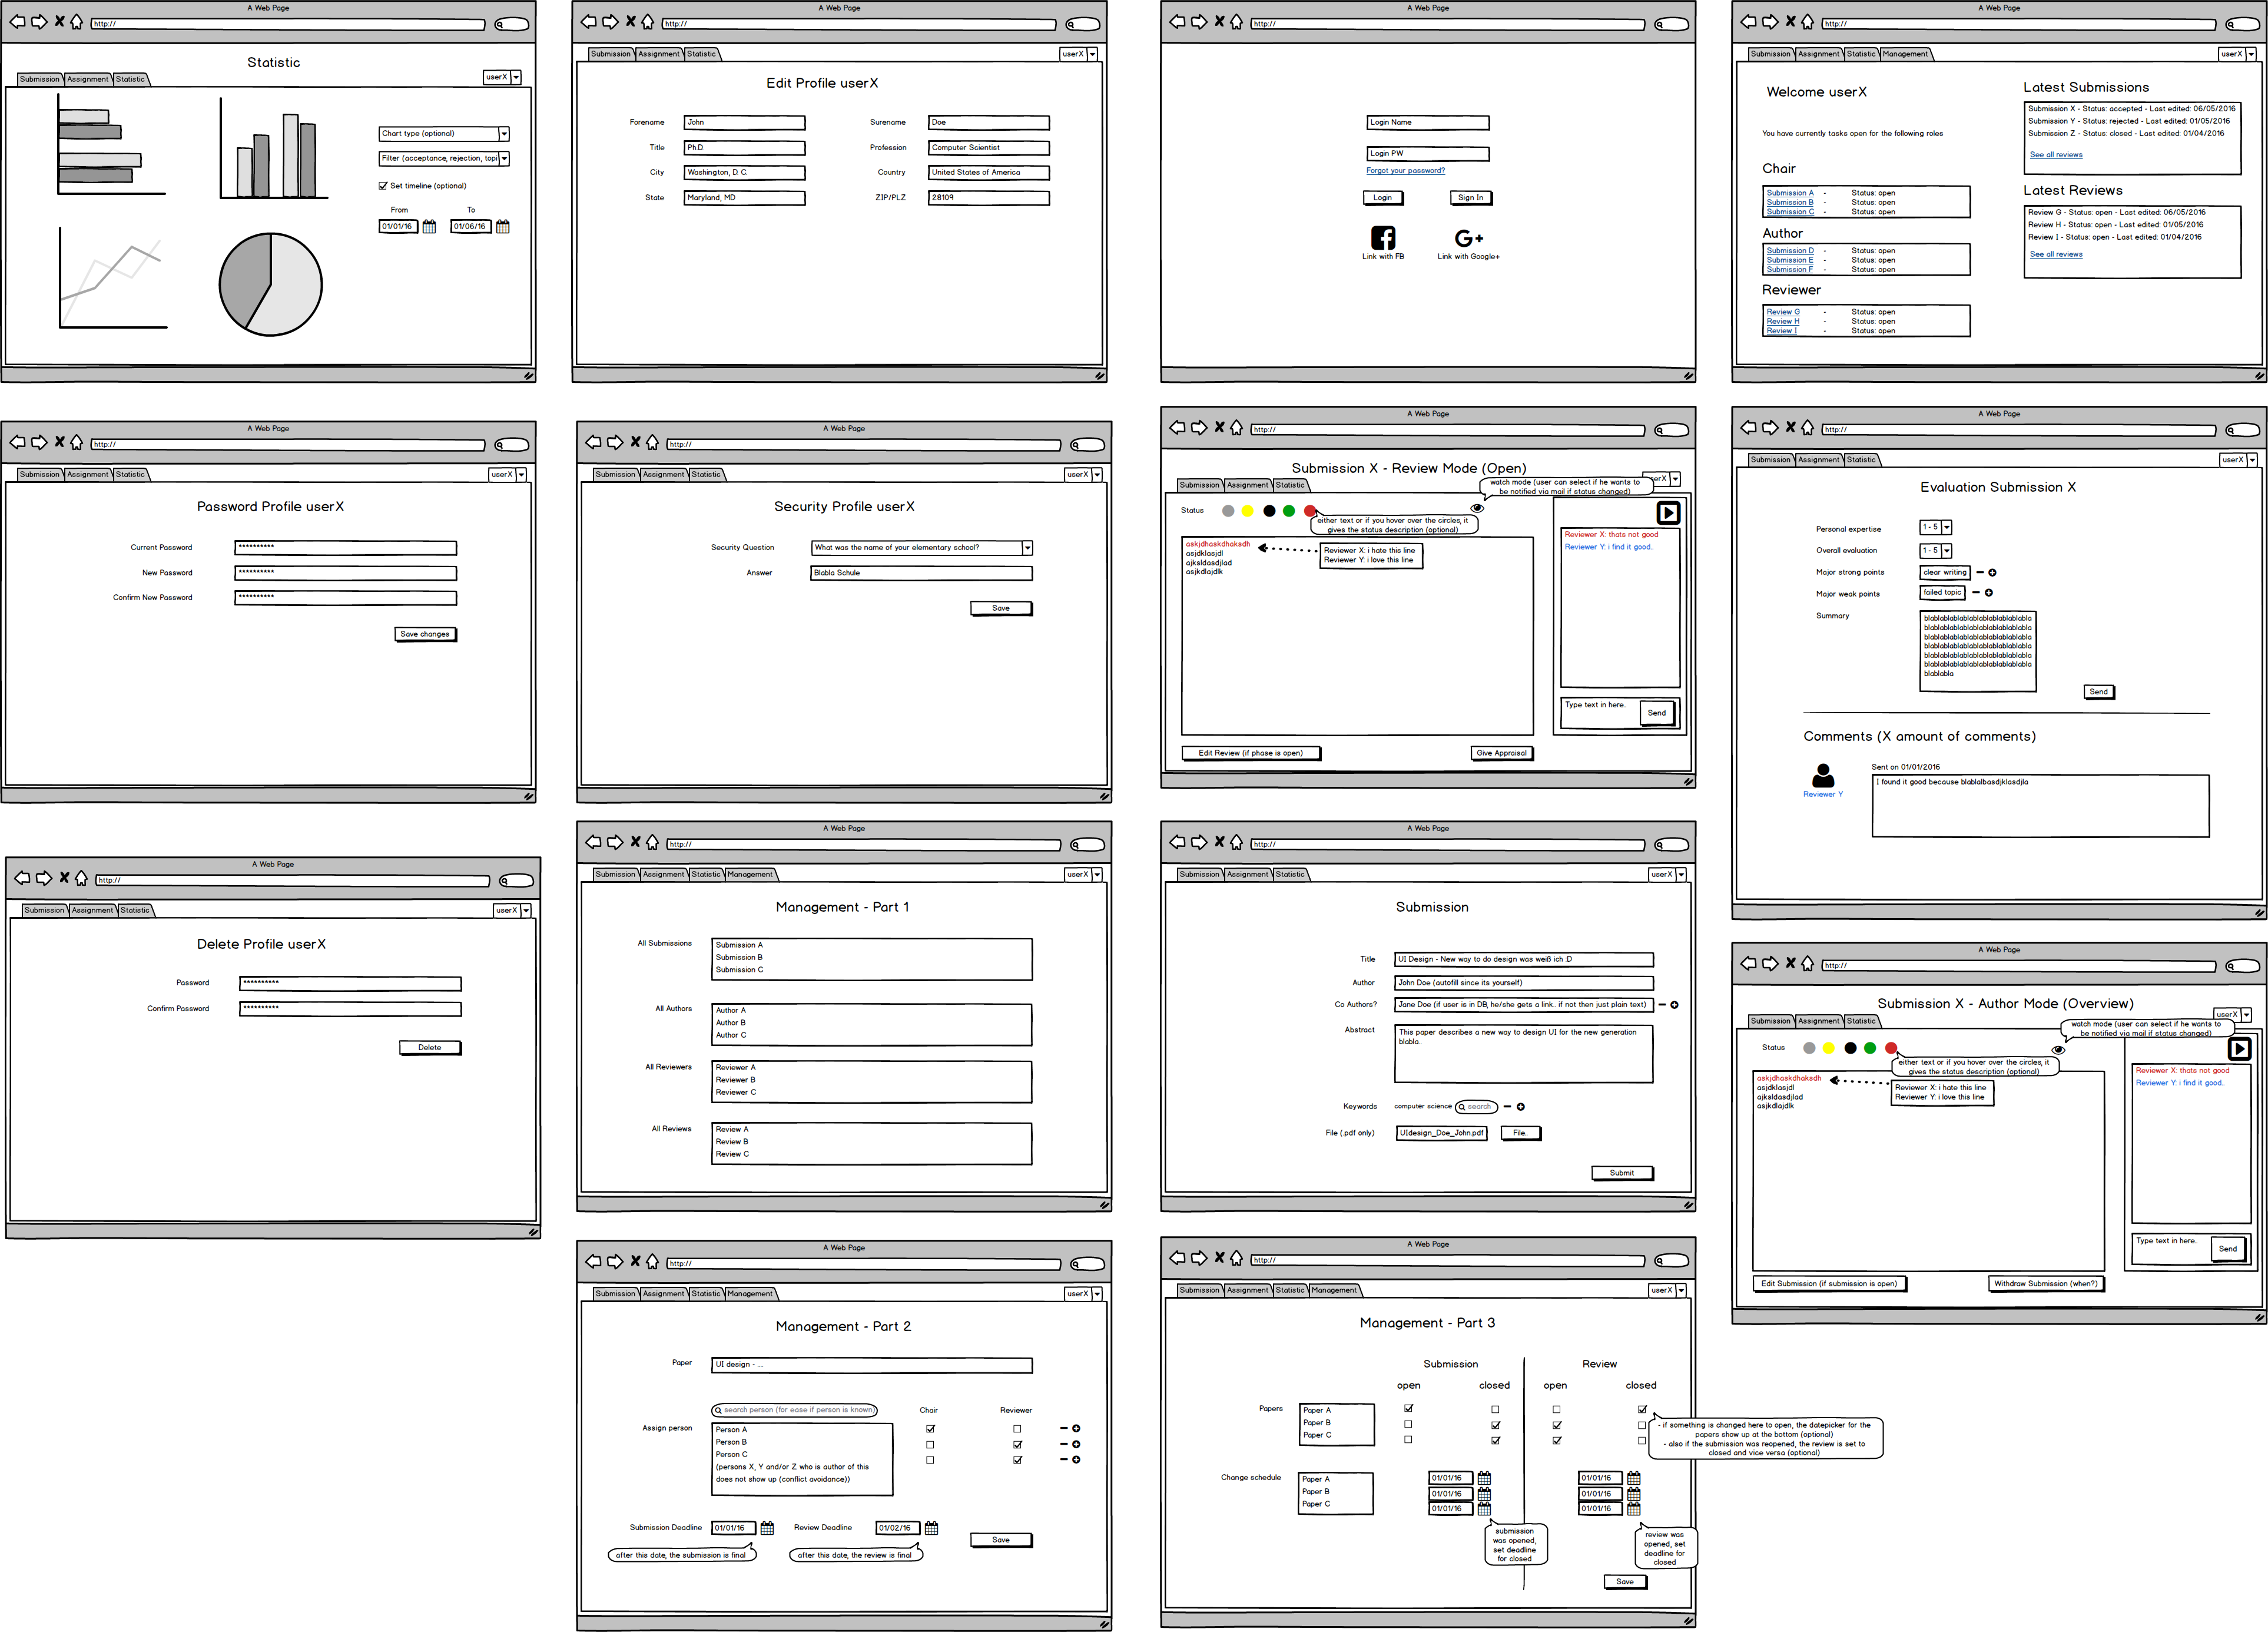 A Web Page
http://
Statistic
Submission Assignment Statistic
userX
Chart type (optional)
Filter (acceptance, rejection, topi
Set timeline (optional)
From To
01/01/16 01/06/16
A Web Page
http://
Submission Assignment Statistic
userX
Edit Profile userX
Forename John Surename Doe
Title Ph.D. Profession Computer Scientist
City Washington, D. C. Country United States of America
State Maryland, MD ZIP/PLZ 28109
A Web Page
http://
Login Name
Login PW
Forgot your password?
Login Sign In
Link with FB Link with Google+
A Web Page
http://
Submission Assignment Statistic Management
userX
Welcome userX
You have currently tasks open for the following roles
Chair
Submission A - Status: open
Submission B - Status: open
Submission C - Status: open
Author
Submission D - Status: open
Submission E - Status: open
Submission F - Status: open
Reviewer
Review G - Status: open
Review H - Status: open
Review I - Status: open
Latest Submissions
Submission X - Status: accepted - Last edited: 06/05/2016
Submission Y - Status: rejected - Last edited: 01/05/2016
Submission Z - Status: closed - Last edited: 01/04/2016
See all reviews
Latest Reviews
Review G - Status: open - Last edited: 06/05/2016
Review H - Status: open - Last edited: 01/05/2016
Review I - Status: open - Last edited: 01/04/2016
See all reviews
A Web Page
http://
Submission Assignment Statistic
userX
Password Profile userX
Current Password **********
New Password **********
Confirm New Password **********
Save changes
A Web Page
http://
Submission Assignment Statistic
userX
Security Profile userX
Security Question What was the name of your elementary school?
Answer Blabla Schule
Save
A Web Page
http://
Submission X - Review Mode (Open)
Submission Assignment Statistic
erX
watch mode (user can select if he wants to
be notified via mail if status changed)
Status
either text or if you hover over the circles, it
gives the status description (optional)
askjdhaskdhaksdh
asjdklasjdl
ajksldasdjlad
asjkdlajdlk
Reviewer X: i hate this line
Reviewer Y: i love this line
Reviewer X: thats not good
Reviewer Y: i find it good..
Type text in here..
Send
Edit Review (if phase is open)
Give Appraisal
A Web Page
http://
Submission Assignment Statistic
userX
Evaluation Submission X
Personal expertise 1 - 5
Overall evaluation 1 - 5
Major strong points clear writing
Major weak points failed topic
Summary
blablablablablablablablablablabla
blablablablablablablablablablabla
blablablablablablablablablablabla
blablablablablablablablablablabla
blablablablablablablablablablabla
blablablablablablablablablablabla
blablabla
Send
Comments (X amount of comments)
Sent on 01/01/2016
Reviewer Y
I found it good because blablalbasdjklasdjla
A Web Page
http://
Submission Assignment Statistic
userX
Delete Profile userX
Password **********
Confirm Password **********
Delete
A Web Page
http://
Submission Assignment Statistic Management
userX
Management - Part 1
All Submissions
Submission A
Submission B
Submission C
All Authors
Author A
Author B
Author C
All Reviewers
Reviewer A
Reviewer B
Reviewer C
All Reviews
Review A
Review B
Review C
A Web Page
http://
Submission Assignment Statistic
userX
Submission
Title UI Design - New way to do design was weiß ich :D
Author John Doe (autofill since its yourself)
Co Authors? Jane Doe (if user is in DB, he/she gets a link.. if not then just plain text)
Abstract
This paper describes a new way to design UI for the new generation
blabla..
Keywords computer science search
File (.pdf only) UIdesign_Doe_John.pdf File..
Submit
A Web Page
http://
Submission X - Author Mode (Overview)
Submission Assignment Statistic
userX
watch mode (user can select if he wants to
be notified via mail if status changed)
Status
either text or if you hover over the circles, it
gives the status description (optional)
askjdhaskdhaksdh
asjdklasjdl
ajksldasdjlad
asjkdlajdlk
Reviewer X: i hate this line
Reviewer Y: i love this line
Reviewer X: thats not good
Reviewer Y: i find it good..
Type text in here..
Send
Edit Submission (if submission is open)
Withdraw Submission (when?)
A Web Page
http://
Submission Assignment Statistic Management
userX
Management - Part 2
Paper UI design - ...
search person (for ease if person is known)
Chair Reviewer
Assign person
Person A
Person B
Person C
(persons X, Y and/or Z who is author of this
does not show up (conflict avoidance))
Submission Deadline 01/01/16 Review Deadline 01/02/16
Save
after this date, the submission is final
after this date, the review is final
A Web Page
http://
Submission Assignment Statistic Management
userX
Management - Part 3
Submission Review
open closed open closed
Papers
Paper A
Paper B
Paper C
- if something is changed here to open, the datepicker for the
papers show up at the bottom (optional)
- also if the submission was reopened, the review is set to
closed and vice versa (optional)
Change schedule
Paper A 01/01/16 01/01/16
Paper B 01/01/16 01/01/16
Paper C 01/01/16 01/01/16
submission
was opened,
set deadline
for closed
review was
opened, set
deadline for
closed
Save